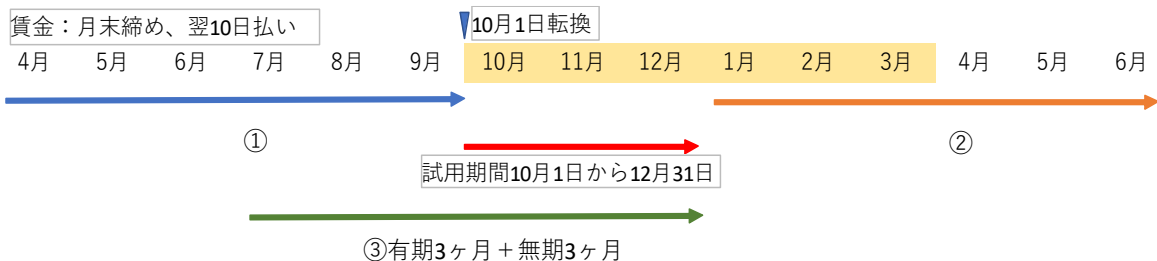 賃金：月末締め、翌10日払い
10月1日転換
4月 5月 6月 7月 8月 9月 10月 11月 12月 1月 2月 3月 4月 5月 6月
①
②
試用期間10月1日から12月31日
③有期3ヶ月＋無期3ヶ月